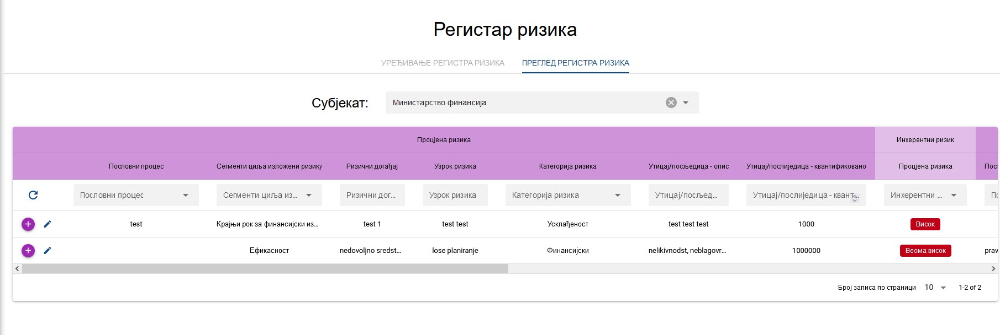 Регистар ризика
УРЕЂИВАЊЕ РЕГИСТРА РИЗИКА ПРЕГЛЕД РЕГИСТРА РИЗИКА
Субјекат: Министарство финансија
Процјена ризика Инхерентни ризик
Пословни процес Сегменти циља изложени ризику Ризични догађај Узрок ризика Категорија ризика Утицај/посљедица - опис Утицај/послиједица - квантификовано Процјена ризика Пост
Пословни процес Сегменти циља из... Ризични дог... Узрок ризика Категорија ризика Утицај/посљед... Утицај/послиједица - квант... Инхерентни ... По
test Крајњи рок за финансијски из... test 1 test test Усклађеност test test test 1000 Висок
Ефикасност nedovoljno sredst... lose planiranje Финансијски nelikivnodst, neblagovr... 1000000 Веома висок prav
Број записа по страници 10 1-2 of 2